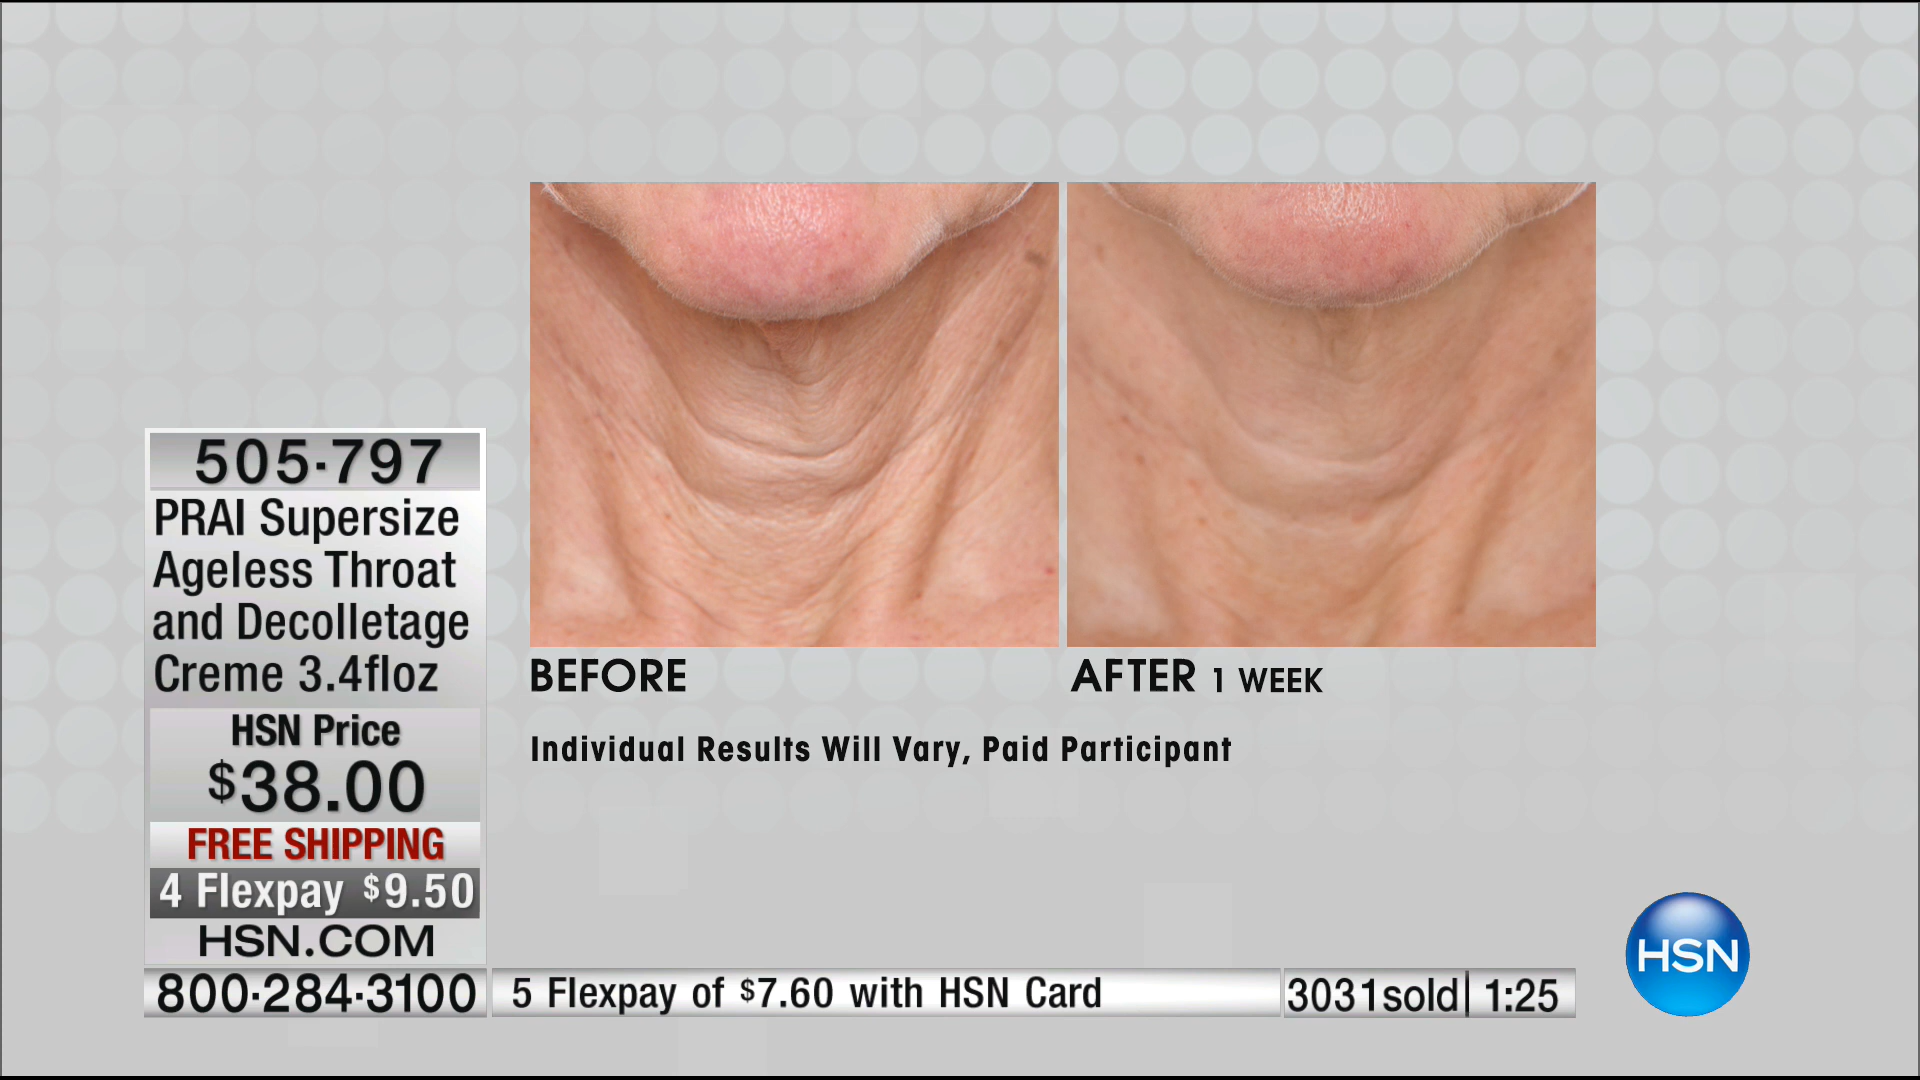 505·797
PRAI Supersize
Ageless Throat
and Decolletage
Creme 3.4floz
HSN Price
$38.00
FREE SHIPPING
4 Flexpay $9.50
HSN.COM
800·284·3100
BEFORE
AFTER 1 WEEK
Individual Results Will Vary, Paid Participant
5 Flexpay of $7.60 with HSN Card
3031sold| 1:25
HSN